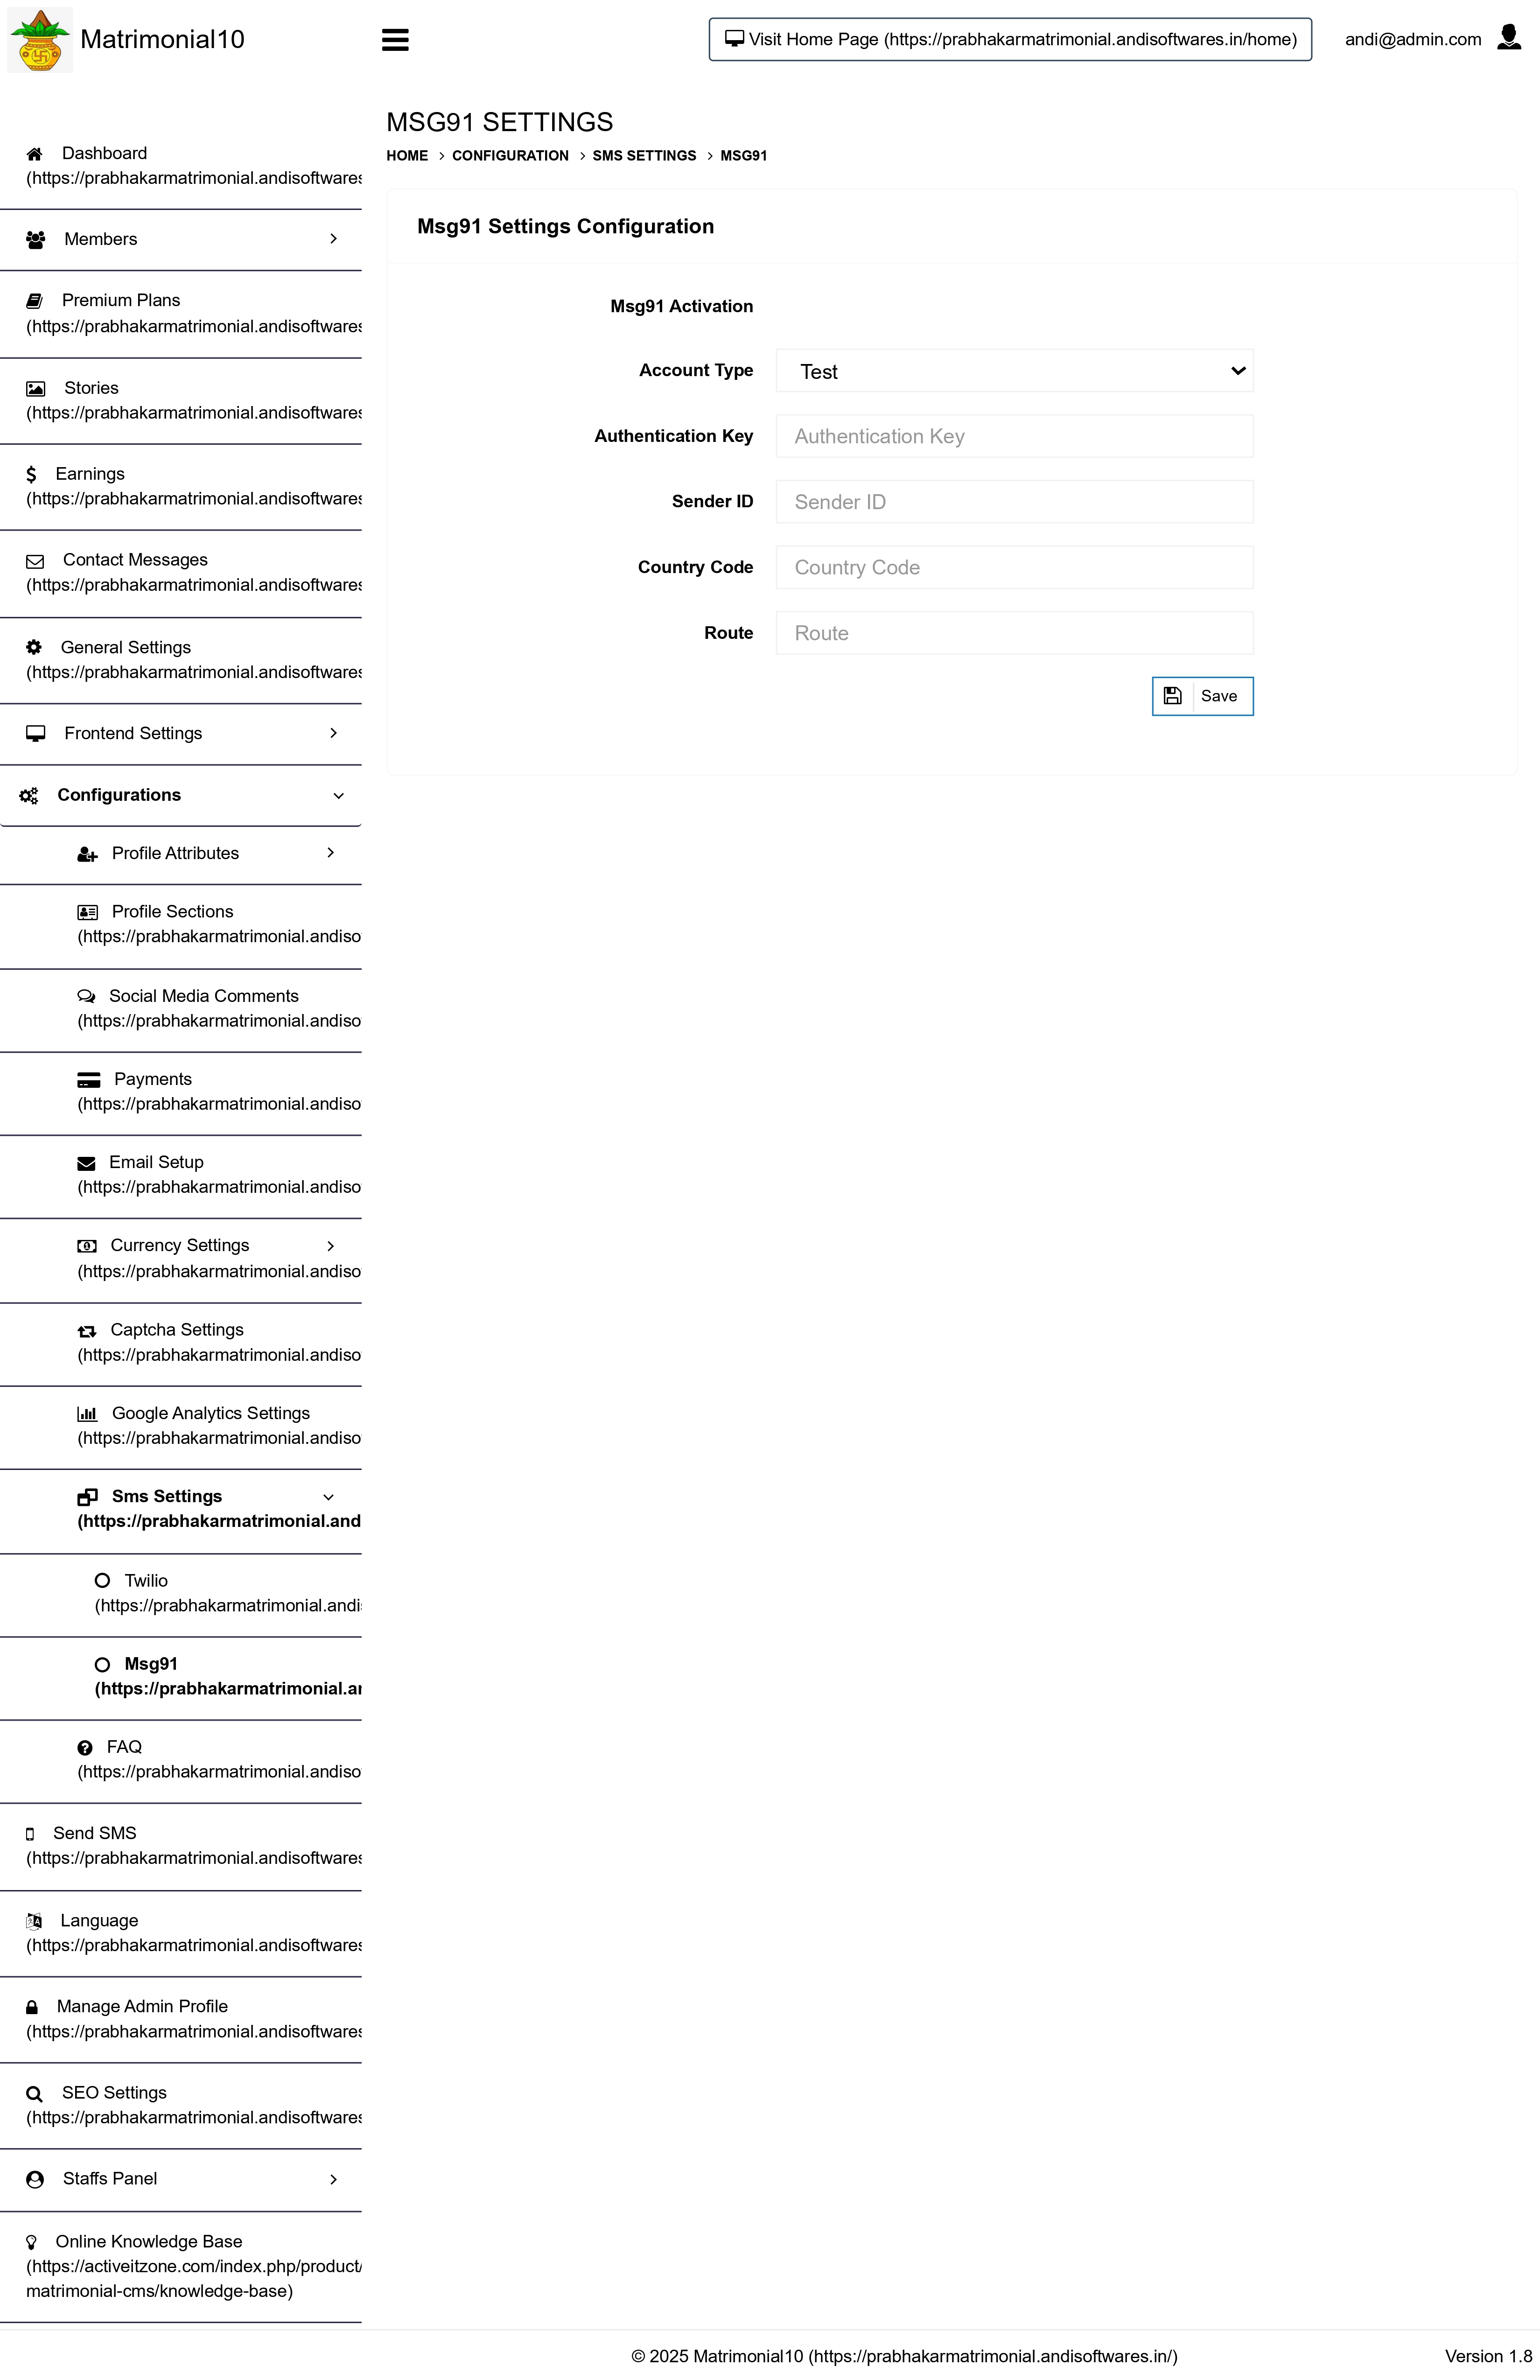 Matrimonial10
Visit Home Page (https://prabhakarmatrimonial.andisoftwares.in/home)
andi@admin.com
MSG91 SETTINGS
HOME > CONFIGURATION > SMS SETTINGS > MSG91
Dashboard
(https://prabhakarmatrimonial.andisoftwares
Members
Premium Plans
(https://prabhakarmatrimonial.andisoftwares
Stories
(https://prabhakarmatrimonial.andisoftwares
Earnings
(https://prabhakarmatrimonial.andisoftwares
Contact Messages
(https://prabhakarmatrimonial.andisoftwares
General Settings
(https://prabhakarmatrimonial.andisoftwares
Frontend Settings
Configurations
Profile Attributes
Profile Sections
(https://prabhakarmatrimonial.andiso
Social Media Comments
(https://prabhakarmatrimonial.andiso
Payments
(https://prabhakarmatrimonial.andiso
Email Setup
(https://prabhakarmatrimonial.andiso
Currency Settings
(https://prabhakarmatrimonial.andiso
Captcha Settings
(https://prabhakarmatrimonial.andiso
Google Analytics Settings
(https://prabhakarmatrimonial.andiso
Sms Settings
(https://prabhakarmatrimonial.and
Twilio
(https://prabhakarmatrimonial.andi
Msg91
(https://prabhakarmatrimonial.an
FAQ
(https://prabhakarmatrimonial.andiso
Send SMS
(https://prabhakarmatrimonial.andisoftwares
Language
(https://prabhakarmatrimonial.andisoftwares
Manage Admin Profile
(https://prabhakarmatrimonial.andisoftwares
SEO Settings
(https://prabhakarmatrimonial.andisoftwares
Staffs Panel
Online Knowledge Base
(https://activeitzone.com/index.php/product/
matrimonial-cms/knowledge-base)
Msg91 Settings Configuration
Msg91 Activation
Account Type
Test
Authentication Key
Authentication Key
Sender ID
Sender ID
Country Code
Country Code
Route
Route
Save
© 2025 Matrimonial10 (https://prabhakarmatrimonial.andisoftwares.in/)
Version 1.8